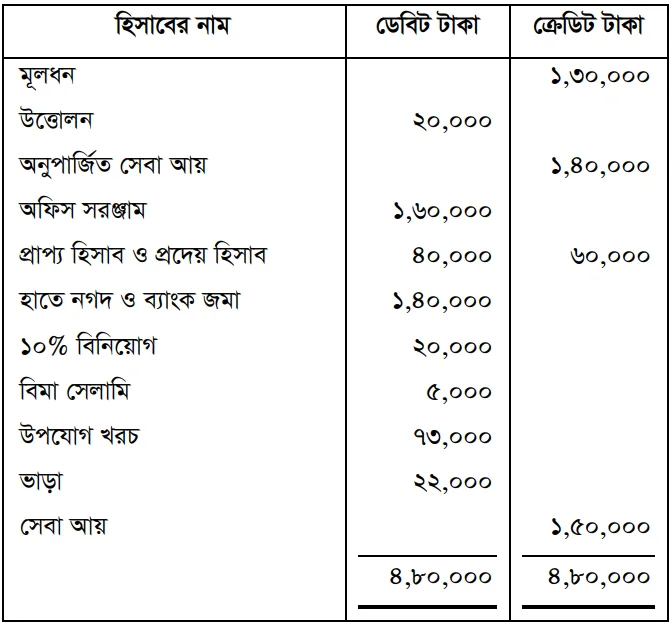 হিসাবের নাম ডেবিট টাকা ক্রেডিট টাকা
মূলধন ১,৩০,০০০
উত্তোলন ২০,০০০
অনুপার্জিত সেবা আয় ১,৪০,০০০
অফিস সরঞ্জাম ১,৬০,০০০
প্রাপ্য হিসাব ও প্রদেয় হিসাব ৪০,০০০ ৬০,০০০
হাতে নগদ ও ব্যাংক জমা ১,৪০,০০০
১০% বিনিয়োগ ২০,০০০
বিমা সেলামি ৫,০০০
উপযোগ খরচ ৭৩,০০০
ভাড়া ২২,০০০
সেবা আয় ১,৫০,০০০
৪,৮০,০০০ ৪,৮০,০০০